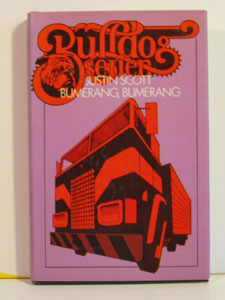 Bulldog
serien
JUSTIN SCOTT
BUMERANG, BUMERANG